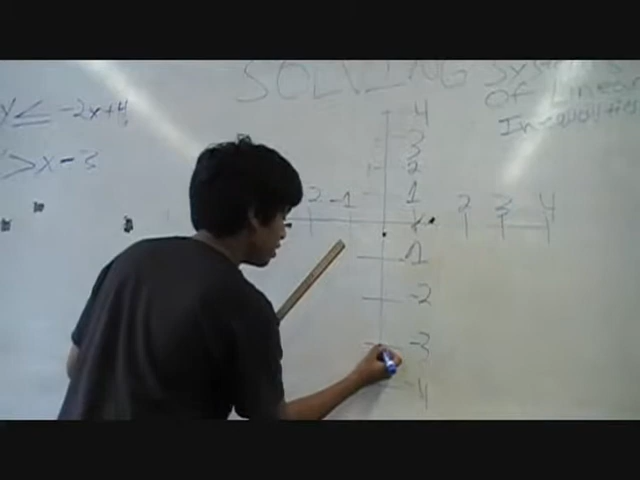 SOLVING
Systems
of Linear
Inequalities
y ≤ -2x+4
y > x - 3
4
3
2
1
2 -1
2 3 4
1
-2
-3
-4